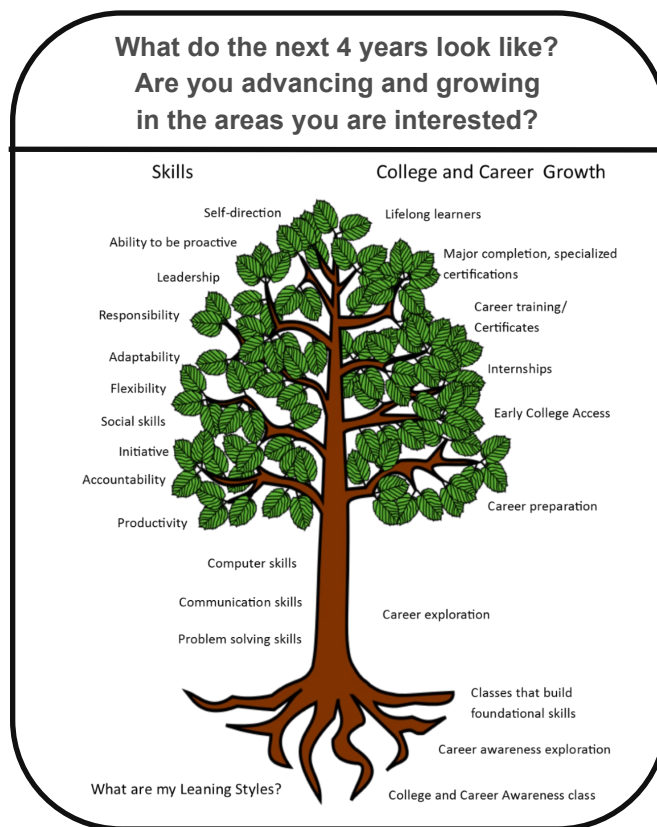 What do the next 4 years look like?
Are you advancing and growing
in the areas you are interested?
Skills
College and Career Growth
Self-direction
Lifelong learners
Ability to be proactive
Major completion, specialized
certifications
Leadership
Career training/
Certificates
Responsibility
Adaptability
Internships
Flexibility
Early College Access
Social skills
Initiative
Accountability
Career preparation
Productivity
Computer skills
Communication skills
Career exploration
Problem solving skills
Classes that build
foundational skills
Career awareness exploration
What are my Leaning Styles?
College and Career Awareness class